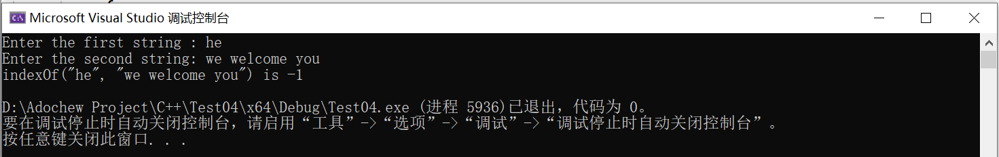 Microsoft Visual Studio 调试控制台
Enter the first string : he
Enter the second string: we welcome you
indexOf("he", "we welcome you") is -1
D:\Adochew Project\C++\Test04\x64\Debug\Test04.exe (进程 5936)已退出，代码为 0。
要在调试停止时自动关闭控制台，请启用“工具”->“选项”->“调试”->“调试停止时自动关闭控制台”。
按任意键关闭此窗口. . .